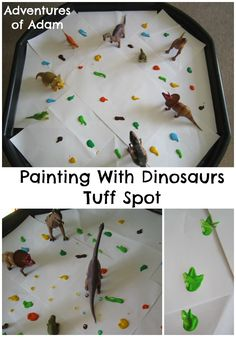 Adventures
of Adam
Painting With Dinosaurs
Tuff Spot